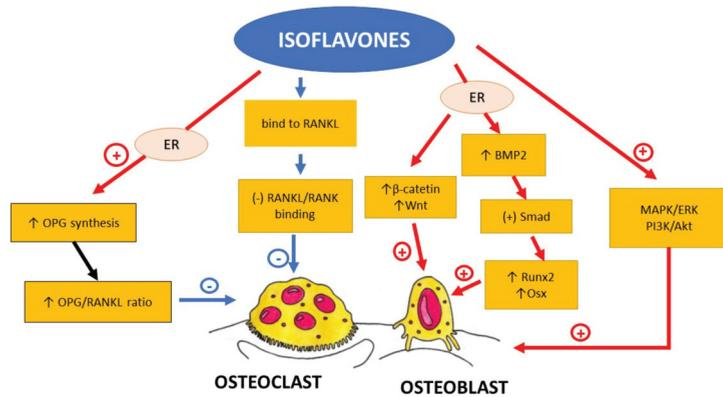 ISOFLAVONES
ER
ER
bind to RANKL
↑ BMP2
+
+
(-) RANKL/RANK
binding
↑β-catetin
↑Wnt
↑ OPG synthesis
(+) Smad
MAPK/ERK
PI3K/Akt
-
+
+
-
↑ OPG/RANKL ratio
↑ Runx2
↑Osx
+
OSTEOCLAST
OSTEOBLAST